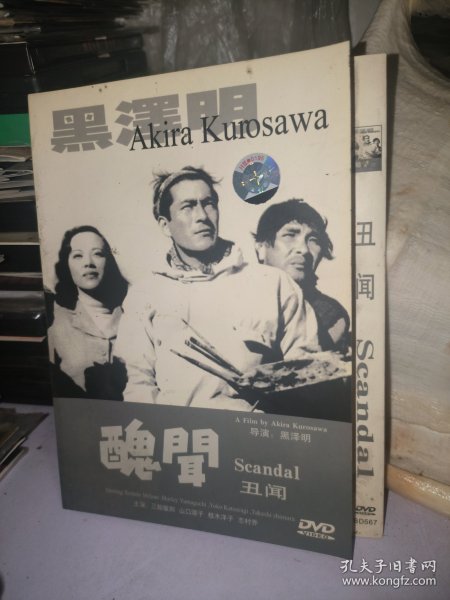 黑澤明
Akira Kurosawa
A Film by Akira Kurosawa
导演：黑泽明
醜聞
Scandal
丑闻
主演：三船敏郎 山口淑子 桂木洋子 志村乔
DVD
VIDEO
丑闻
Scandal
DVD
孔夫子旧书网
www.kongfz.com